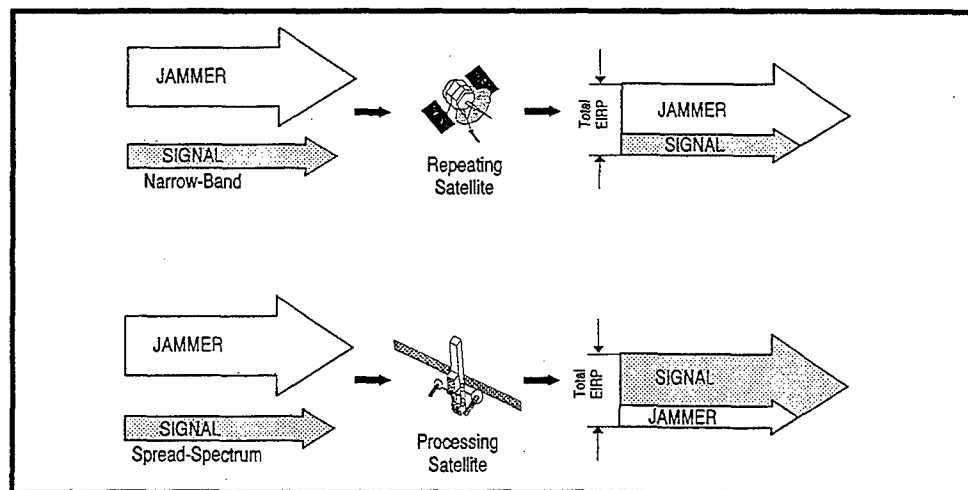 JAMMER
SIGNAL
Narrow-Band
Repeating
Satellite
Total
EIRP
JAMMER
SIGNAL
JAMMER
SIGNAL
Spread-Spectrum
Processing
Satellite
Total
EIRP
SIGNAL
JAMMER